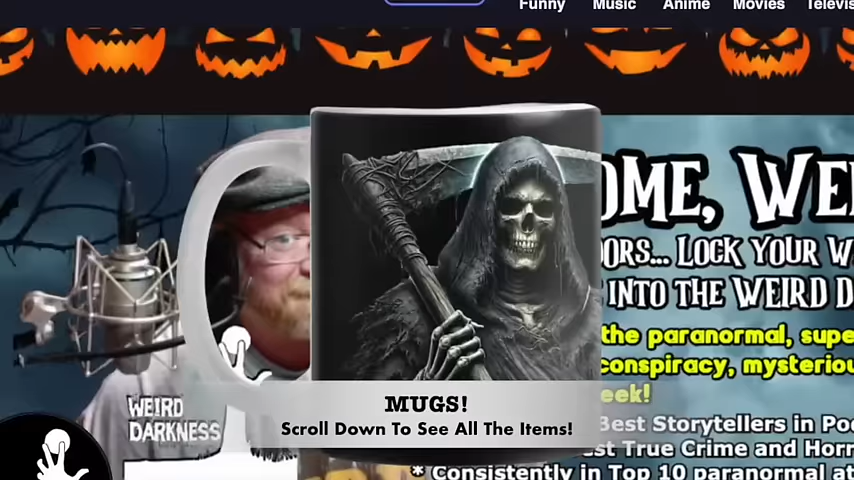 Funny Music Anime Movies
OME, WE
ORS... LOCK YOUR W
INTO THE WEIRD D
the paranormal, supe
conspiracy, mysteriou
eek!
WEIRD
DARKNESS
MUGS!
Scroll Down To See All The Items!
Best Storytellers in Po
st True Crime and Horr
* Consistently in Top 10 paranormal